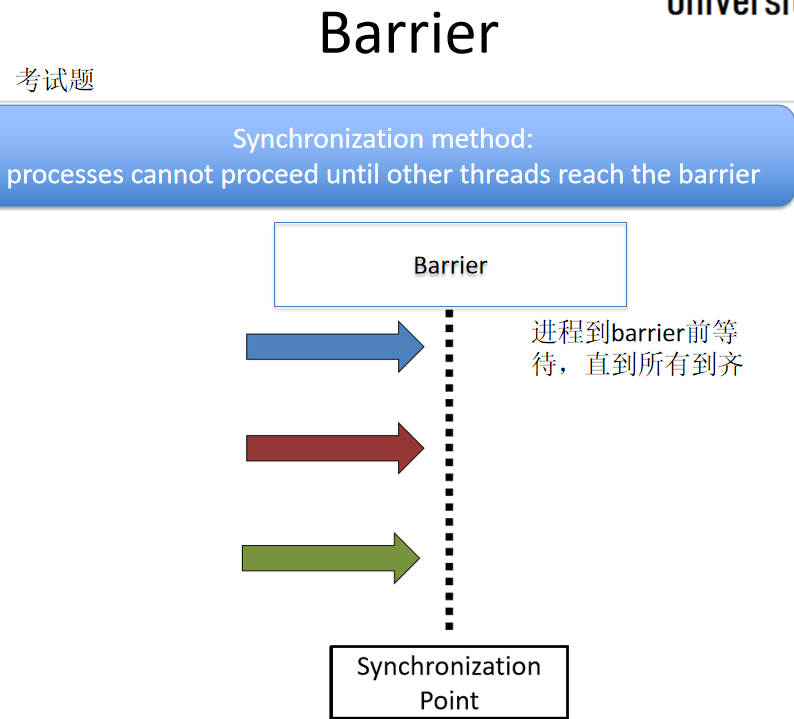 Barrier
考试题
Synchronization method:
processes cannot proceed until other threads reach the barrier
Barrier
进程到barrier前等
待，直到所有到齐
Synchronization
Point